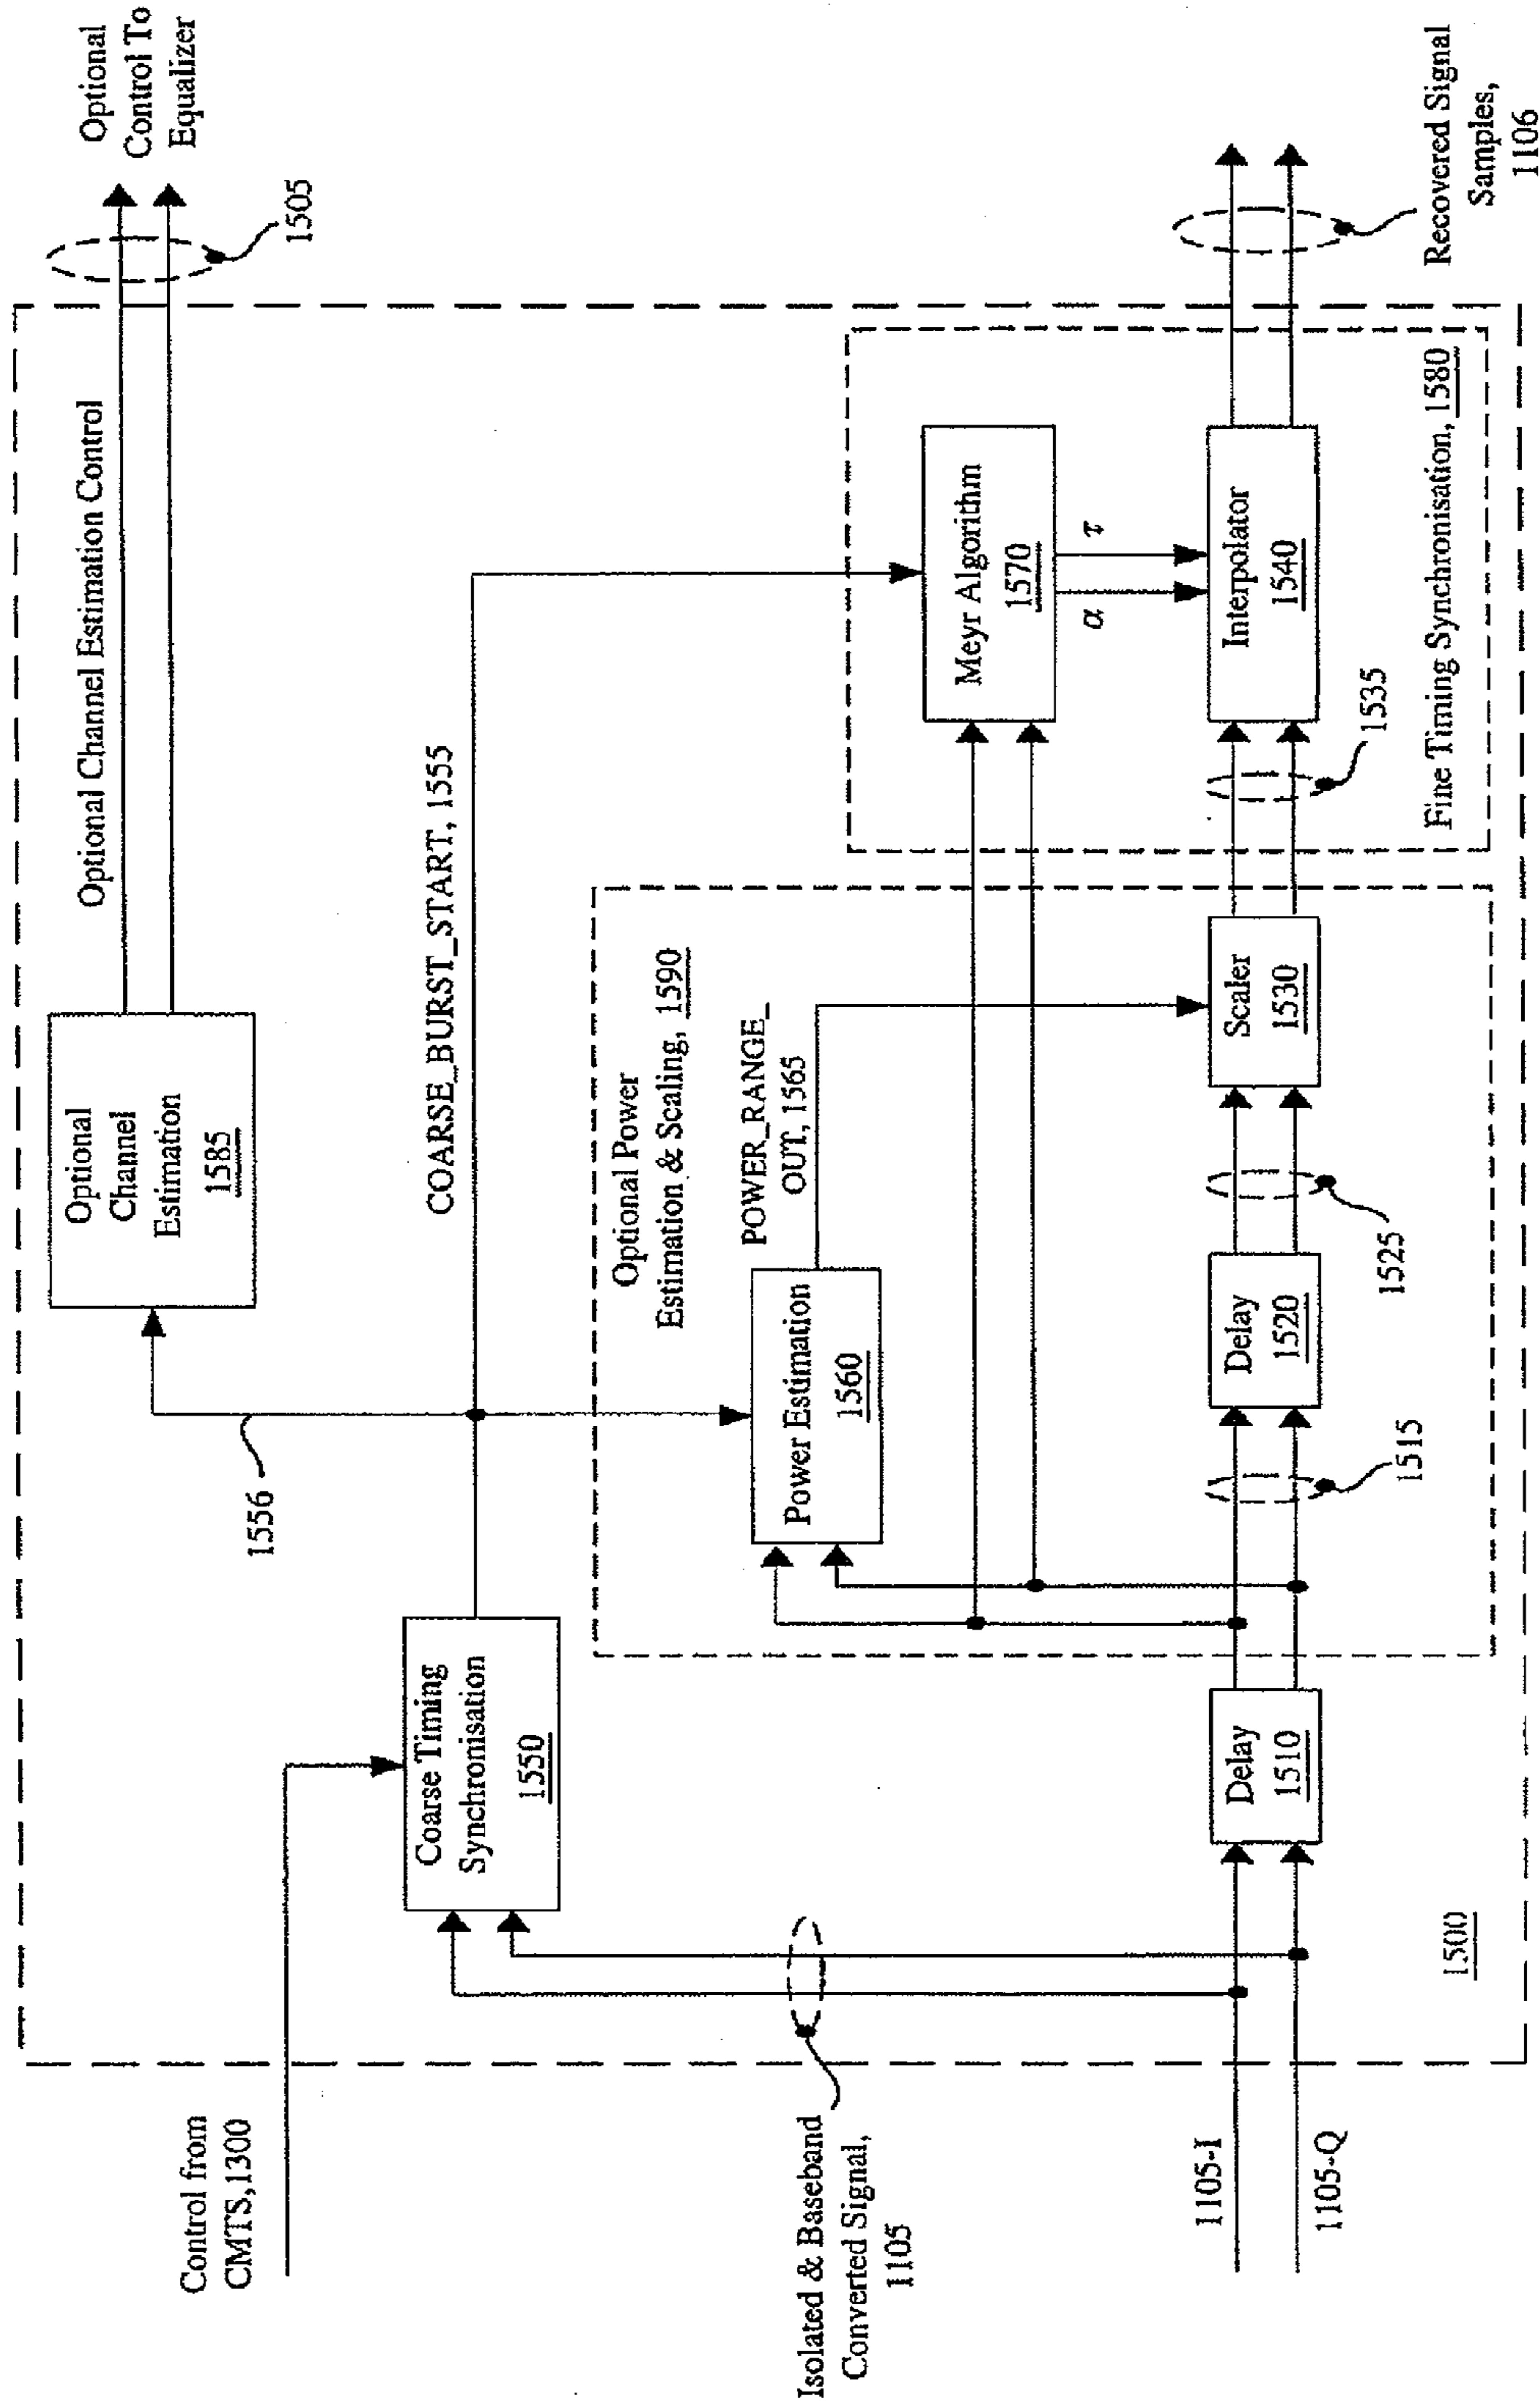 Optional
Control To
Equalizer
1505
Optional Channel Estimation Control
Optional
Channel
Estimation
1585
1556
COARSE_BURST_START, 1555
Control from
CMTS,1300
Coarse Timing
Synchronisation
1550
Optional Power
Estimation & Scaling, 1590
POWER_RANGE_
OUT, 1565
Power Estimation
1560
Meyr Algorithm
1570
α
τ
Isolated & Baseband
Converted Signal,
1105
1105-I
1105-Q
Delay
1510
1515
Delay
1520
1525
Scaler
1530
1535
Interpolator
1540
Fine Timing Synchronisation, 1580
Recovered Signal
Samples,
1106
1500